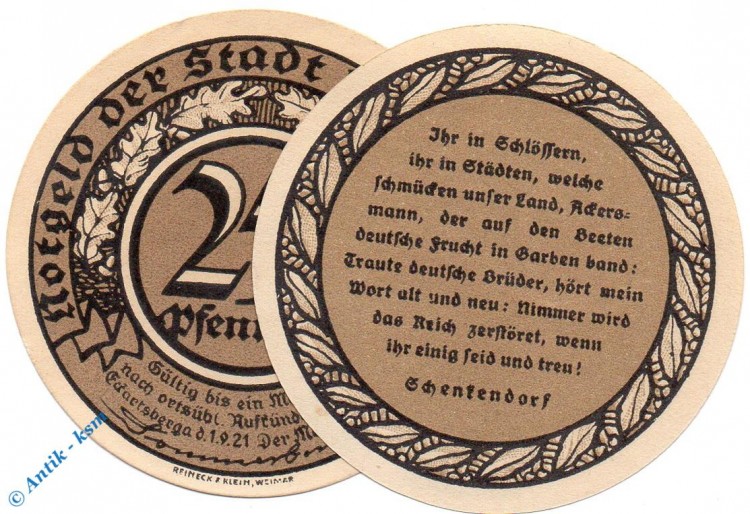 Notgeld der Stadt
25
Pfenn
Gültig bis ein M
nach ortsübl. Aufkünd
Eckartsberga d.1.9.21 Der M
REINECK & KLEIN, WEIMAR
Ihr in Schlössern,
ihr in Städten, welche
schmücken unser Land, Ackers-
mann, der auf den Beeten
deutsche Frucht in Garben band:
Traute deutsche Brüder, hört mein
Wort alt und neu: Nimmer wird
das Reich zerstöret, wenn
ihr einig seid und treu!
Schenkendorf
© Antik - ksm